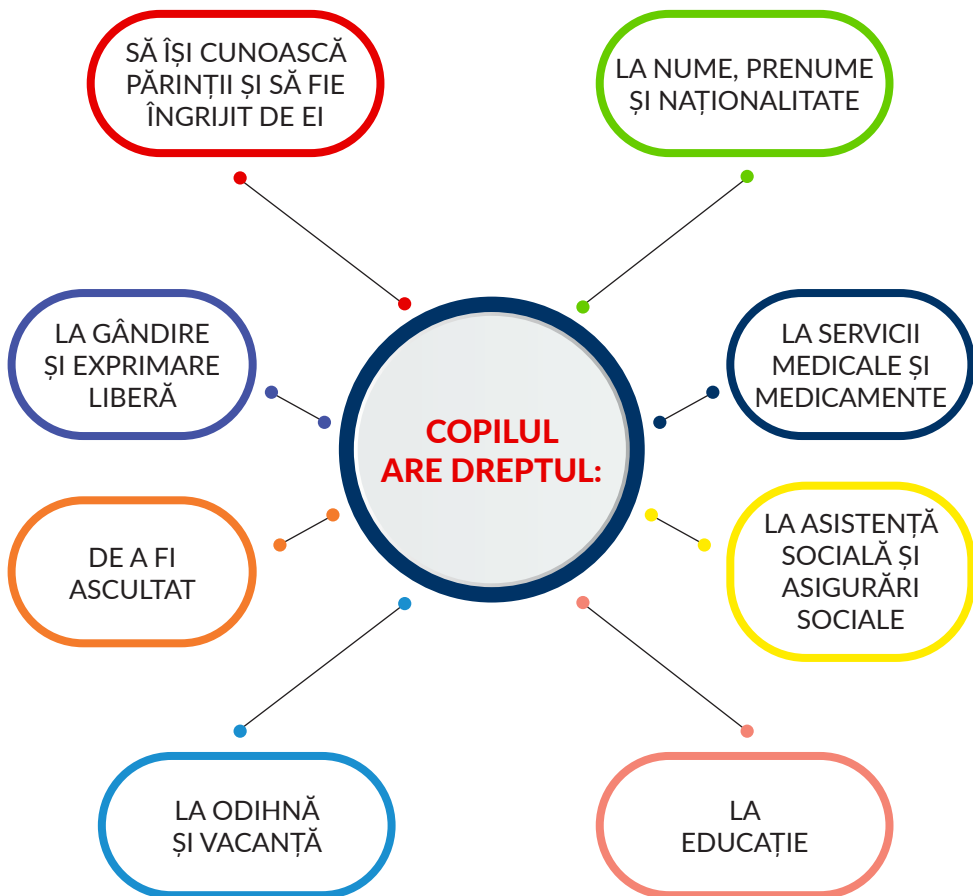 SĂ ÎȘI CUNOASCĂ
PĂRINȚII ȘI SĂ FIE
ÎNGRIJIT DE EI
LA NUME, PRENUME
ȘI NAȚIONALITATE
LA GÂNDIRE
ȘI EXPRIMARE
LIBERĂ
LA SERVICII
MEDICALE ȘI
MEDICAMENTE
COPILUL
ARE DREPTUL:
DE A FI
ASCULTAT
LA ASISTENȚĂ
SOCIALĂ ȘI
ASIGURĂRI
SOCIALE
LA ODIHNĂ
ȘI VACANȚĂ
LA
EDUCAȚIE